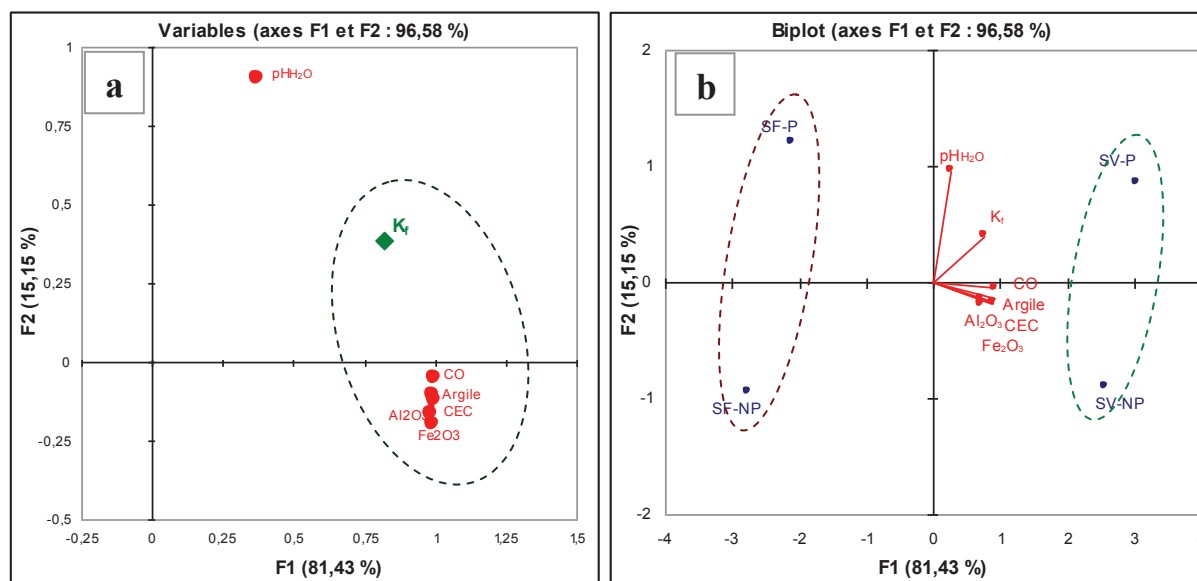 Variables (axes F1 et F2 : 96,58 %)
a
1
0,75
0,5
0,25
0
-0,25
-0,5
F2 (15,15 %)
pHH₂O
Kf
CO
Argile
CEC
Al2O3
Fe2O3
-0,25 0 0,25 0,5 0,75 1 1,25 1,5
F1 (81,43 %)
Biplot (axes F1 et F2 : 96,58 %)
b
2
1
0
-1
-2
F2 (15,15 %)
SF-P
SV-P
pHH₂O
Kf
CO
Argile
Al₂O₃ CEC
Fe₂O₃
SF-NP
SV-NP
-4 -3 -2 -1 0 1 2 3
F1 (81,43 %)